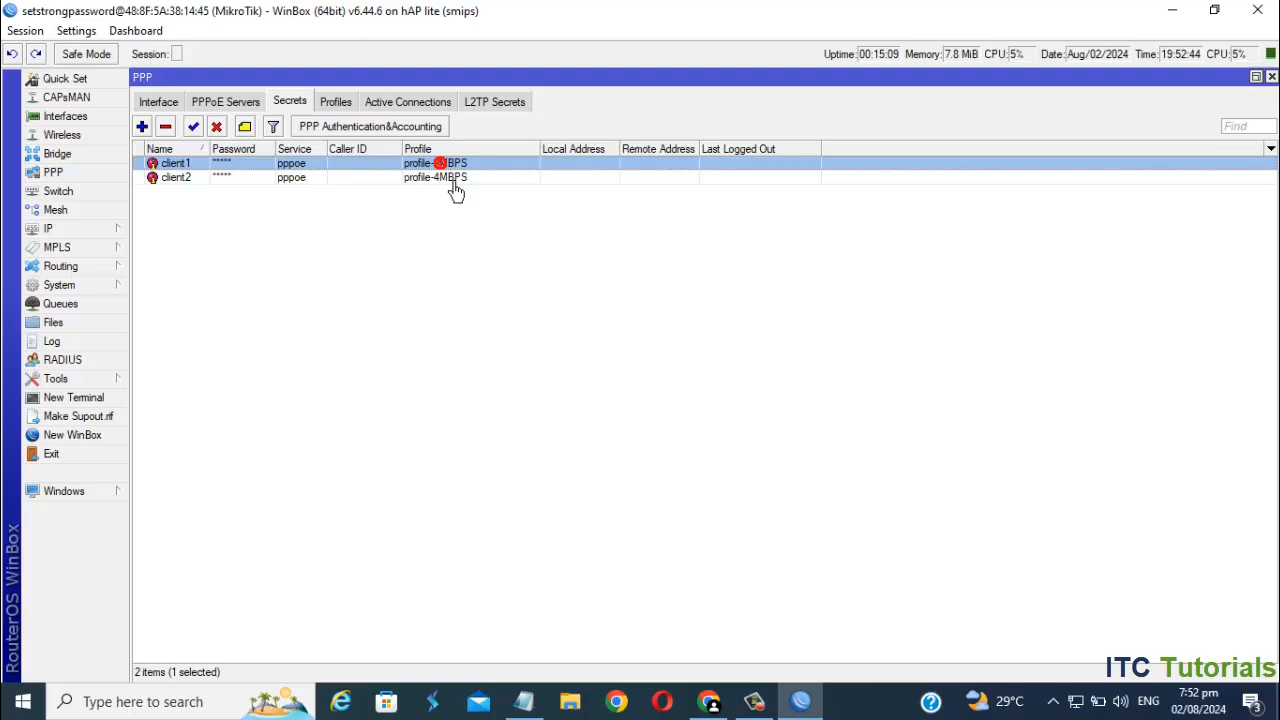 setstrongpassword@48:8F:5A:38:14:45 (MikroTik) - WinBox (64bit) v6.44.6 on hAP lite (smips)
Session Settings Dashboard
Safe Mode Session: Uptime: 00:15:09 Memory: 7.8 MiB CPU: 5% Date: Aug/02/2024 Time: 19:52:44 CPU: 5%
Quick Set
CAPsMAN
Interfaces
Wireless
Bridge
PPP
Switch
Mesh
IP
MPLS
Routing
System
Queues
Files
Log
RADIUS
Tools
New Terminal
Make Supout.rif
New WinBox
Exit
Windows
RouterOS WinBox
PPP
Interface PPPoE Servers Secrets Profiles Active Connections L2TP Secrets
PPP Authentication&Accounting Find
Name Password Service Caller ID Profile Local Address Remote Address Last Logged Out
client1 ***** pppoe
client2 ***** pppoe profile-4MBPS
2 items (1 selected)
ITC Tutorials
Type here to search
29°C ENG 7:52 pm
02/08/2024
3